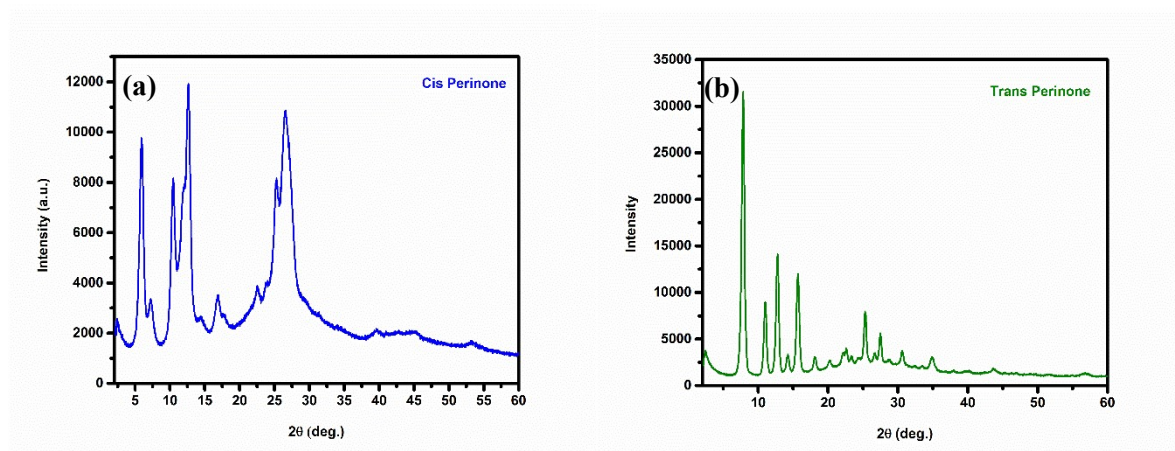 (a)
Cis Perinone
Intensity (a.u.)
12000
10000
8000
6000
4000
2000
0
5 10 15 20 25 30 35 40 45 50 55 60
2θ (deg.)
(b)
Trans Perinone
Intensity
35000
30000
25000
20000
15000
10000
5000
0
10 20 30 40 50 60
2θ (deg.)